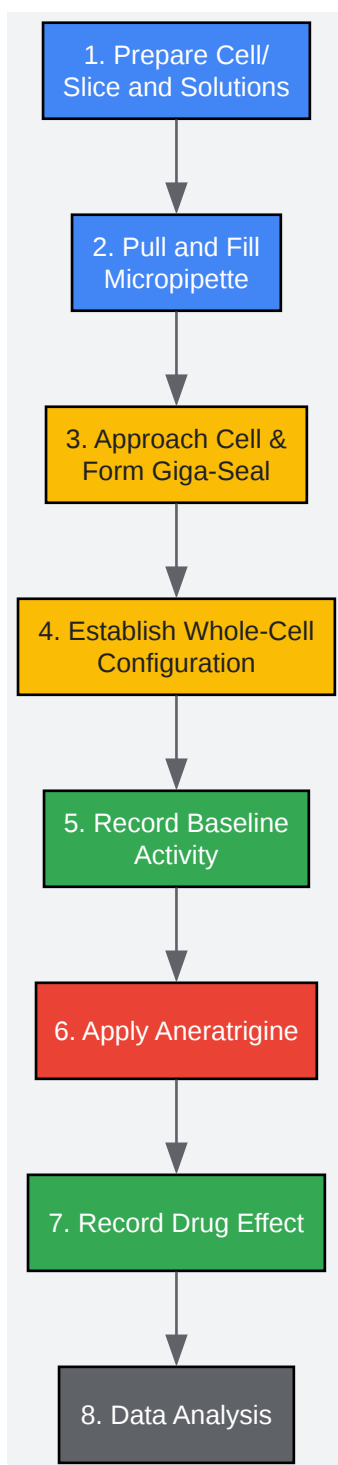 1. Prepare Cell/
Slice and Solutions
2. Pull and Fill
Micropipette
3. Approach Cell &
Form Giga-Seal
4. Establish Whole-Cell
Configuration
5. Record Baseline
Activity
6. Apply Aneratrigine
7. Record Drug Effect
8. Data Analysis